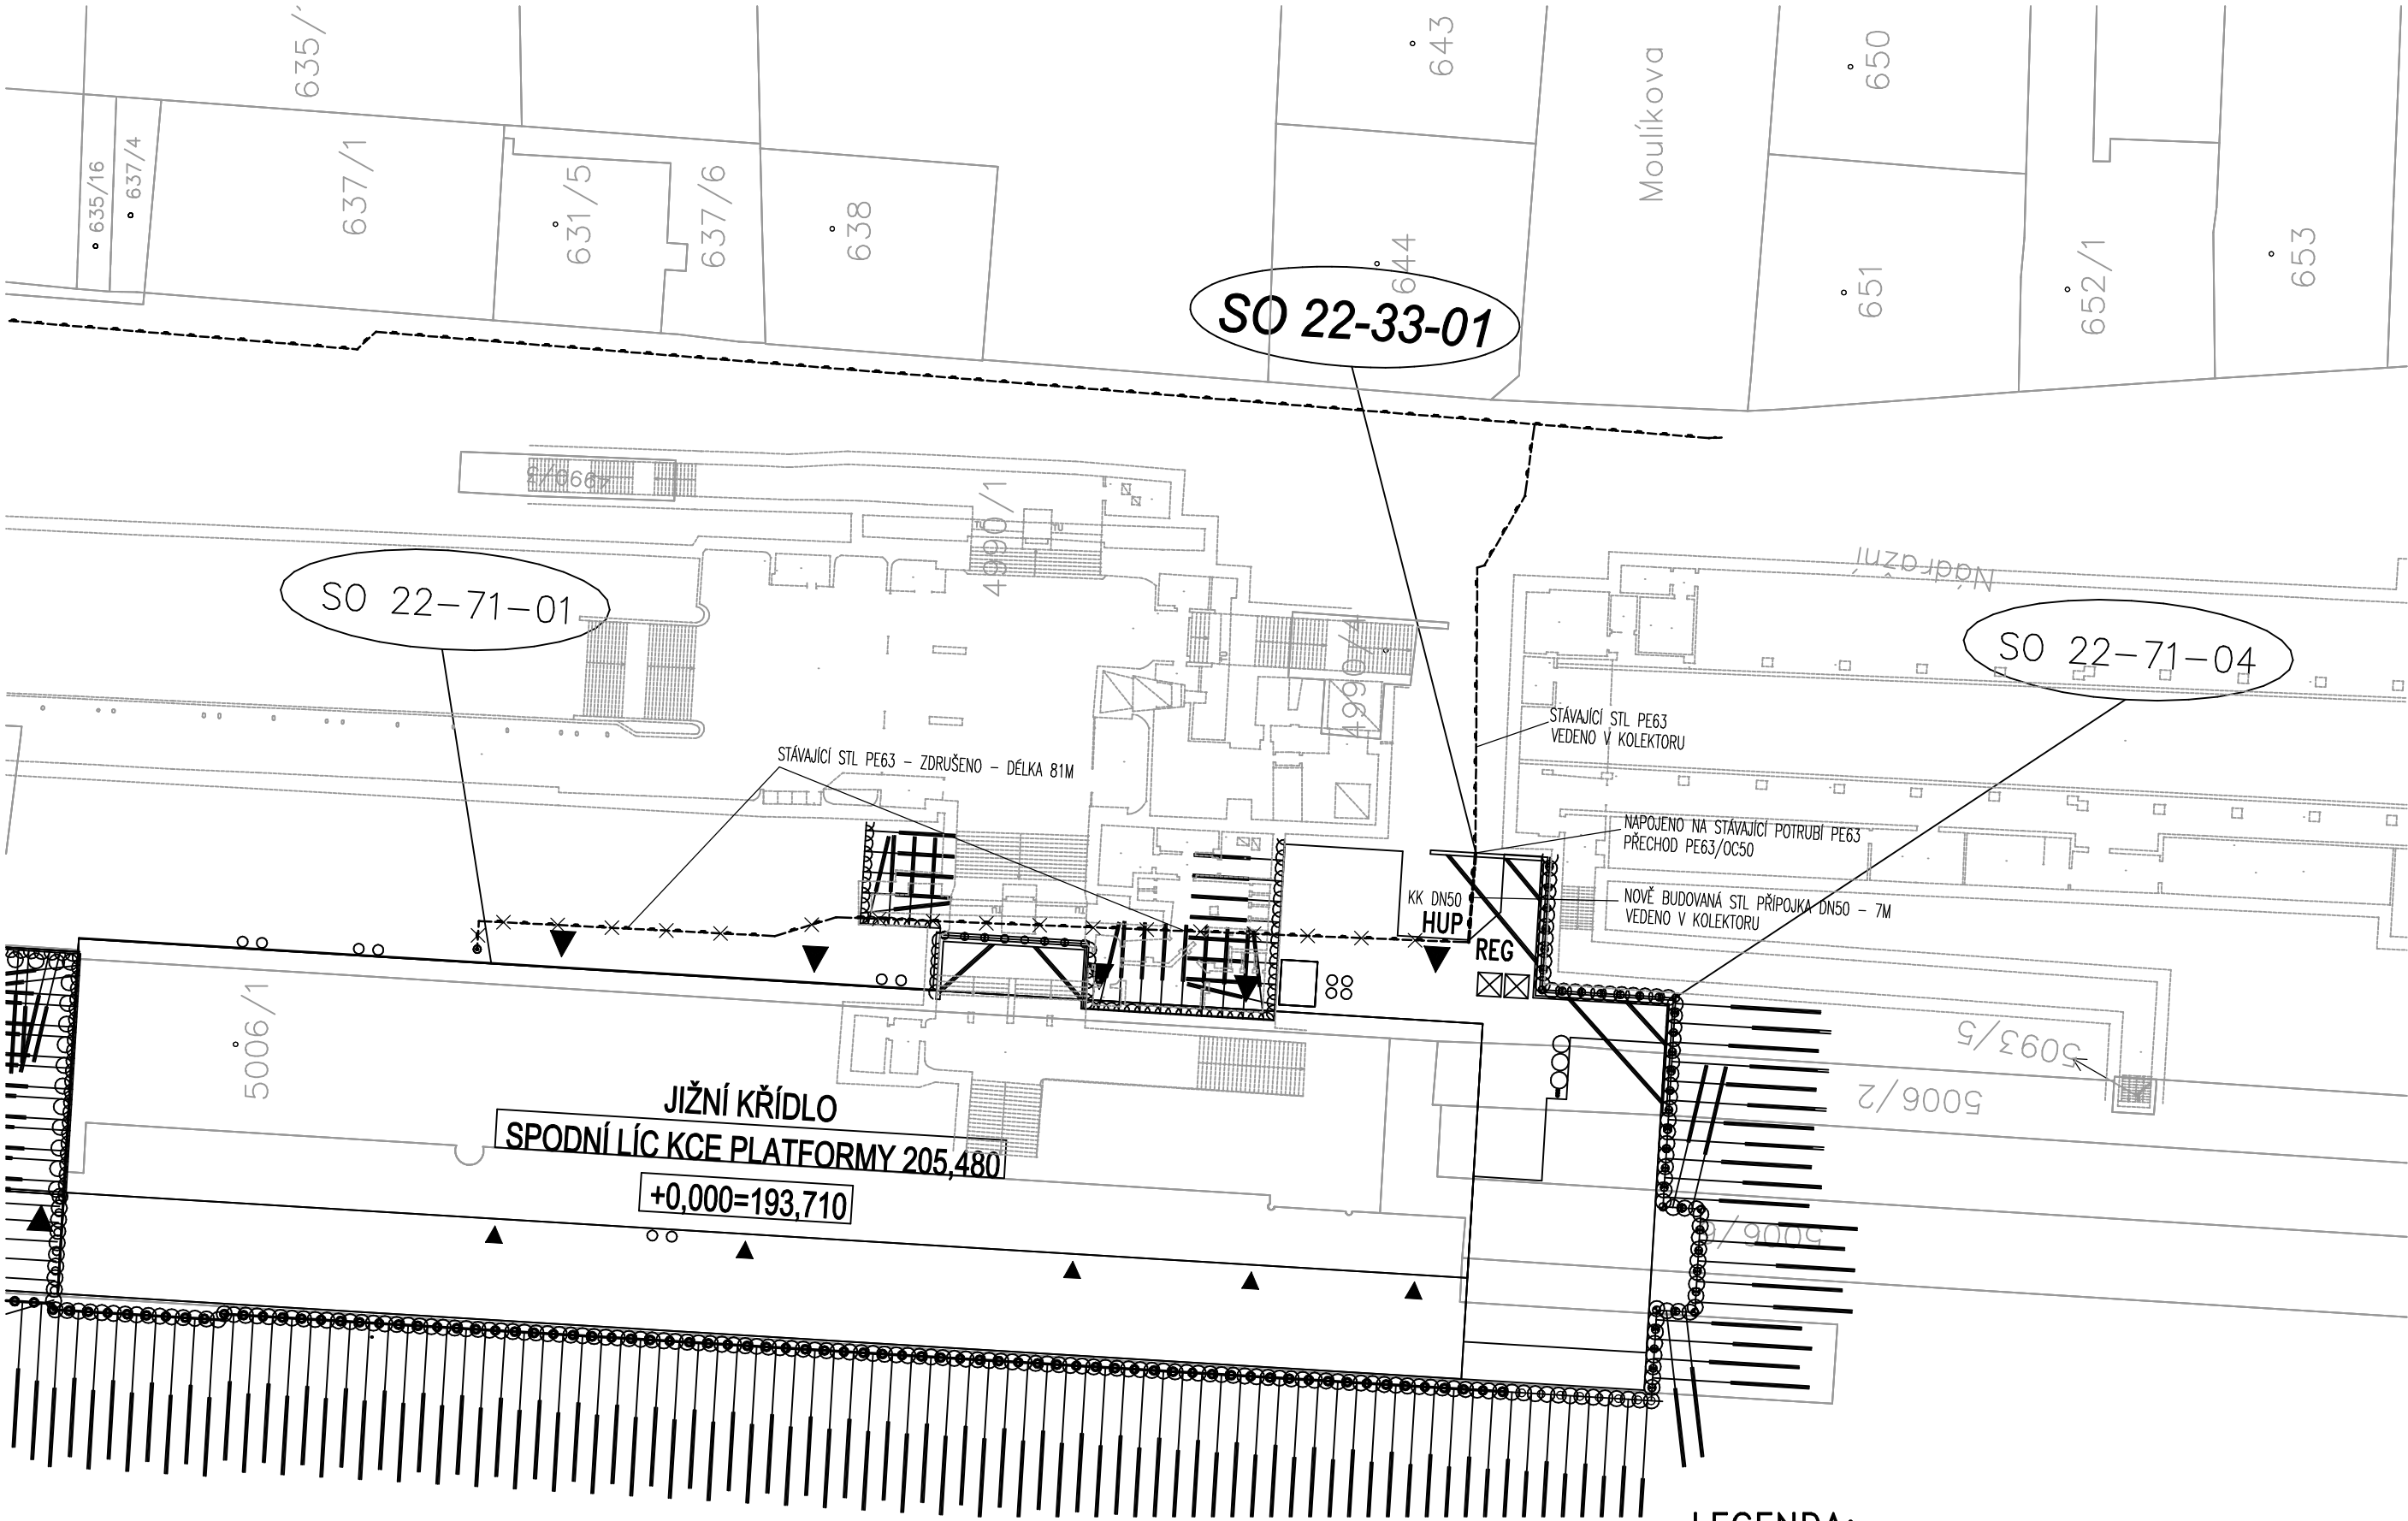 635/
643
650
Moulíkova
635/16
637/4
637/1
631/5
637/6
638
644
651
652/1
653
SO 22-33-01
4990/3
4990/1
Nádražní
SO 22-71-01
SO 22-71-04
STÁVAJÍCÍ STL PE63
VEDENO V KOLEKTORU
STÁVAJÍCÍ STL PE63 - ZDRUŠENO - DÉLKA 81M
NAPOJENO NA STÁVAJÍCÍ POTRUBÍ PE63
PŘECHOD PE63/OC50
KK DN50
HUP
NOVĚ BUDOVANÁ STL PŘÍPOJKA DN50 - 7M
VEDENO V KOLEKTORU
REG
5006/1
5093/5
5006/2
JIŽNÍ KŘÍDLO
SPODNÍ LÍC KCE PLATFORMY 205,480
+0,000=193,710
5006/6
LEGENDA: